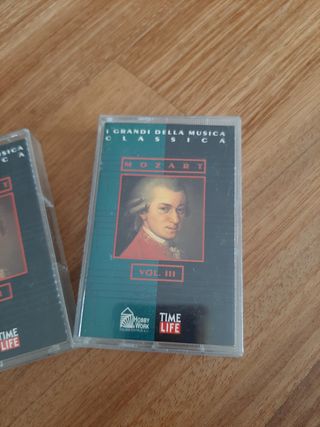 I GRANDI DELLA MUSICA
CLASSICA
MOZART
VOL. III
HOBBY
WORK
TIME
LIFE
TIME
LIFE